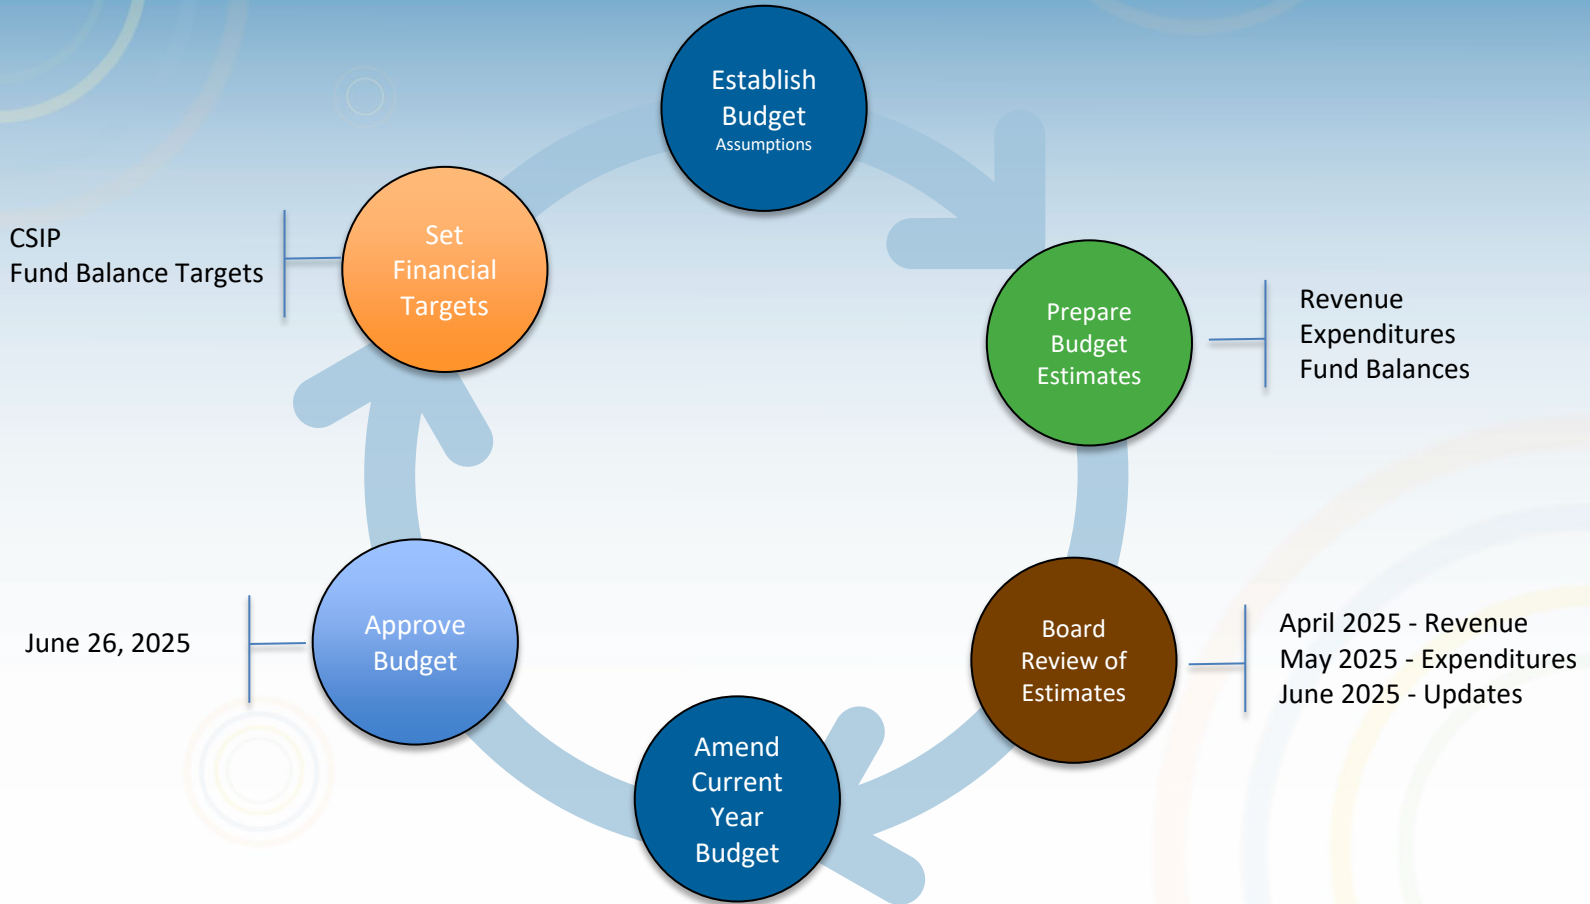 Establish
Budget
Assumptions
Set
Financial
Targets
CSIP
Fund Balance Targets
Prepare
Budget
Estimates
Revenue
Expenditures
Fund Balances
Approve
Budget
June 26, 2025
Board
Review of
Estimates
April 2025 - Revenue
May 2025 - Expenditures
June 2025 - Updates
Amend
Current
Year
Budget